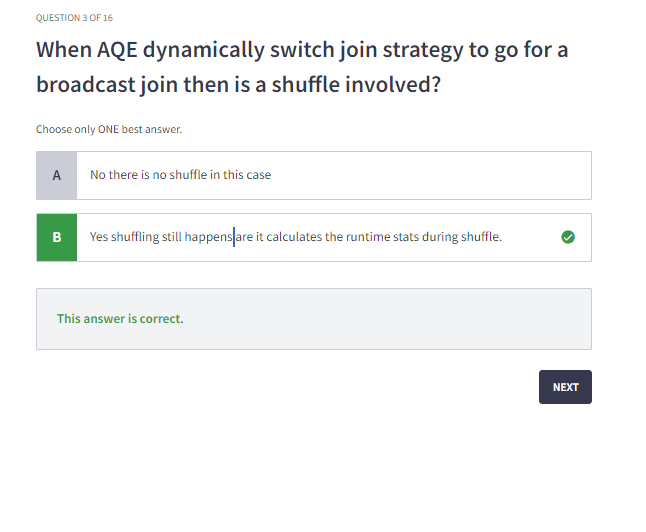 QUESTION 3 OF 16
When AQE dynamically switch join strategy to go for a
broadcast join then is a shuffle involved?
Choose only ONE best answer.
A
No there is no shuffle in this case
B
Yes shuffling still happens are it calculates the runtime stats during shuffle.
This answer is correct.
NEXT